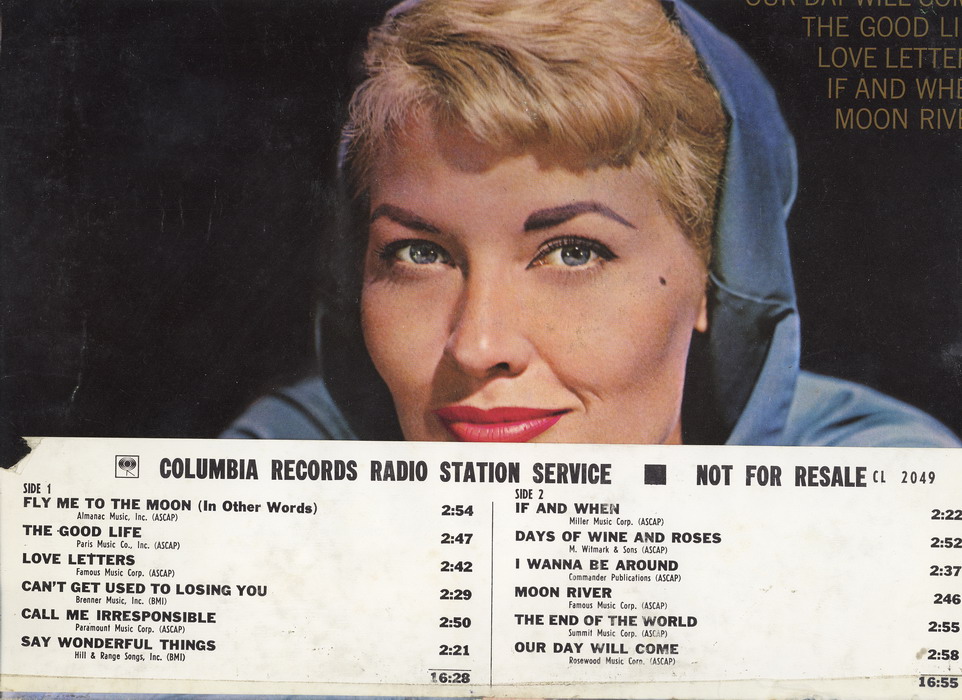 OUR DAY WILL COM
THE GOOD LI
LOVE LETTER
IF AND WHE
MOON RIVE
COLUMBIA RECORDS RADIO STATION SERVICE ■ NOT FOR RESALE CL 2049
SIDE 1
FLY ME TO THE MOON (In Other Words) 2:54
Almanac Music, Inc. (ASCAP)
THE GOOD LIFE 2:47
Paris Music Co., Inc. (ASCAP)
LOVE LETTERS 2:42
Famous Music Corp. (ASCAP)
CAN'T GET USED TO LOSING YOU 2:29
Brenner Music, Inc. (BMI)
CALL ME IRRESPONSIBLE 2:50
Paramount Music Corp. (ASCAP)
SAY WONDERFUL THINGS 2:21
Hill & Range Songs, Inc. (BMI)
16:28
SIDE 2
IF AND WHEN 2:22
Miller Music Corp. (ASCAP)
DAYS OF WINE AND ROSES 2:52
M. Witmark & Sons (ASCAP)
I WANNA BE AROUND 2:37
Commander Publications (ASCAP)
MOON RIVER 246
Famous Music Corp. (ASCAP)
THE END OF THE WORLD 2:55
Summit Music Corp. (ASCAP)
OUR DAY WILL COME 2:58
Rosewood Music Corp. (ASCAP)
16:55